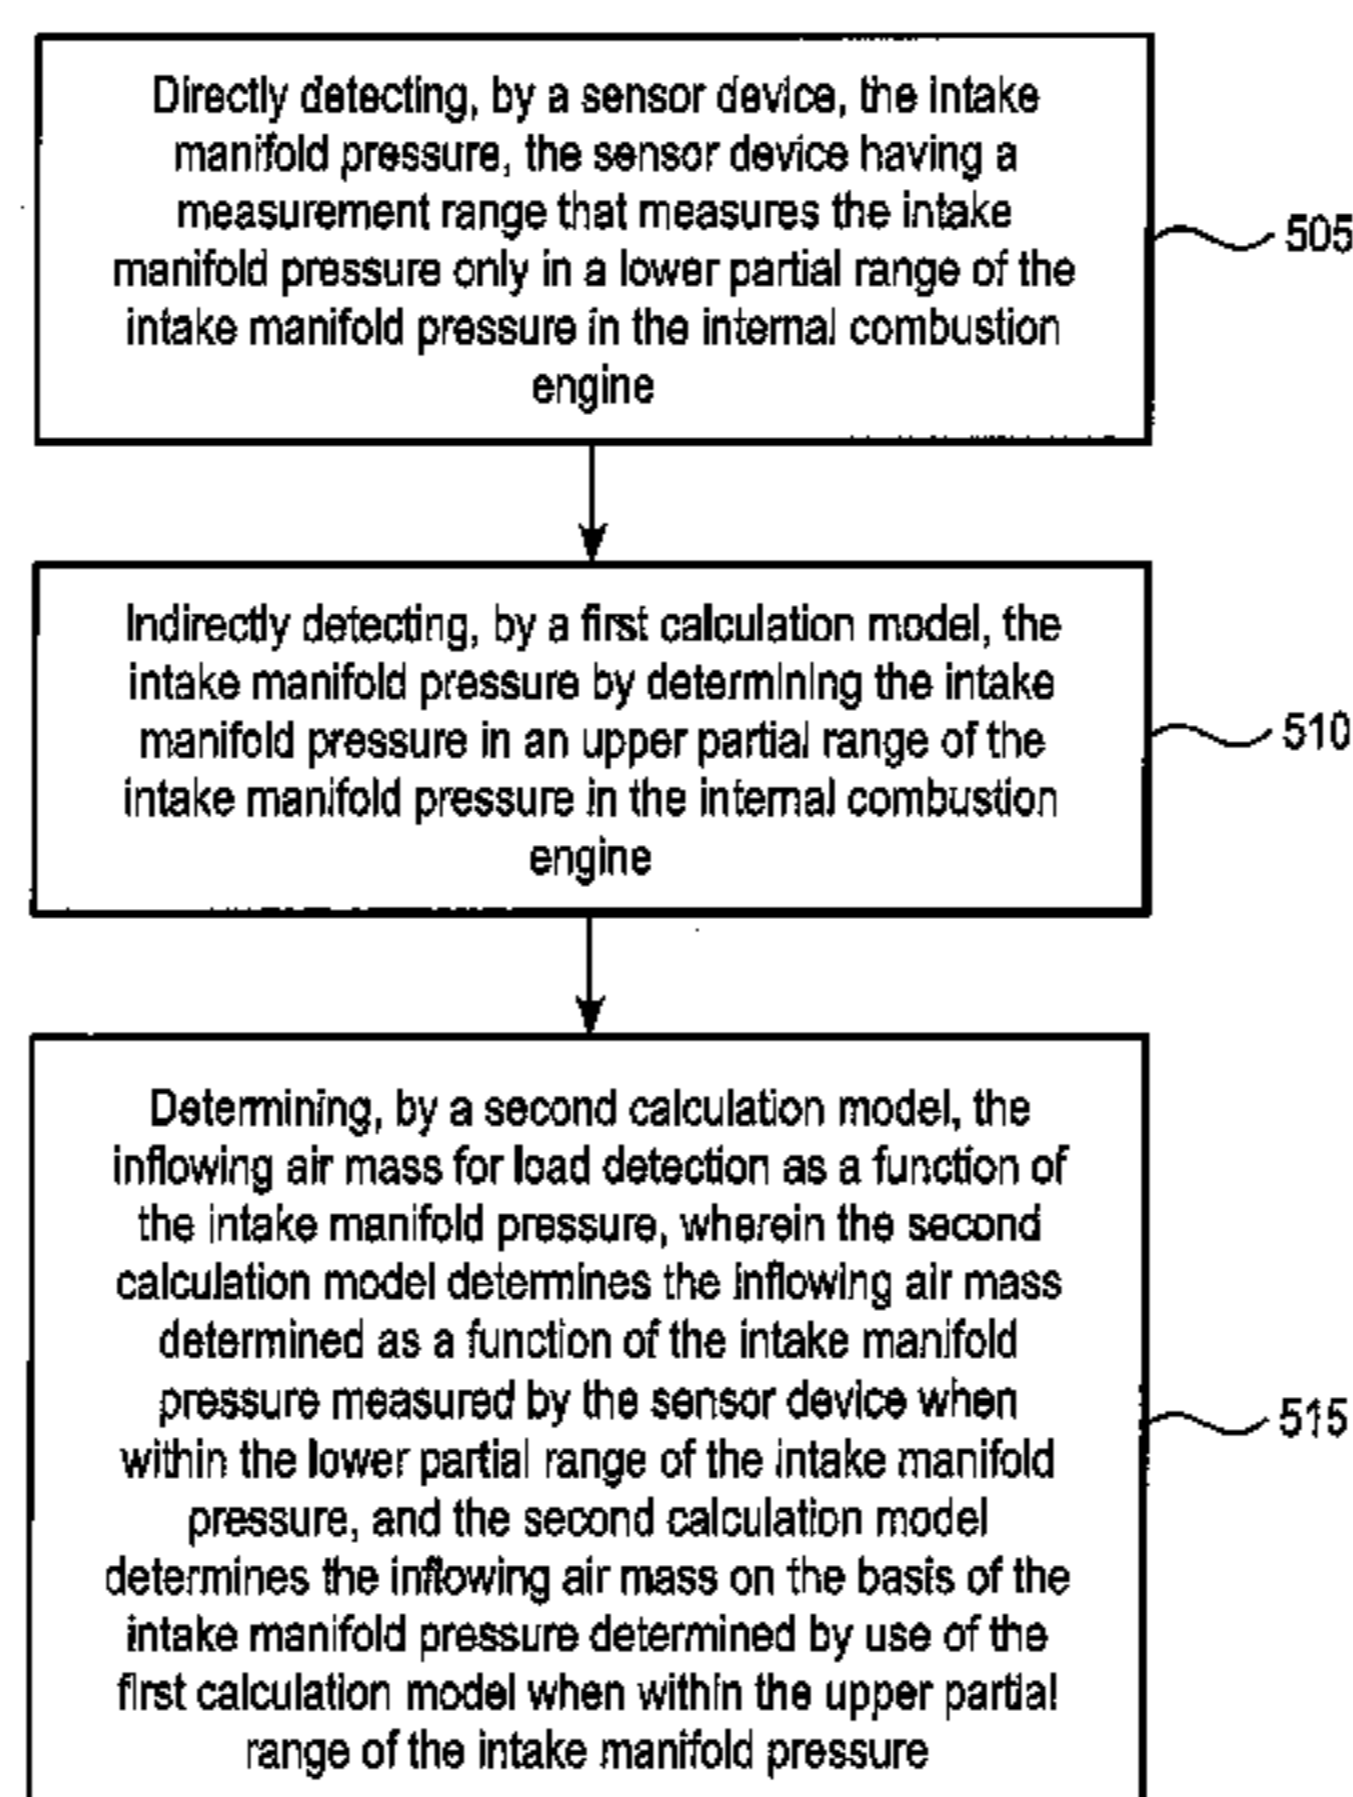 Directly detecting, by a sensor device, the intake
manifold pressure, the sensor device having a
measurement range that measures the intake
manifold pressure only in a lower partial range of the
intake manifold pressure in the internal combustion
engine
505
Indirectly detecting, by a first calculation model, the
intake manifold pressure by determining the intake
manifold pressure in an upper partial range of the
intake manifold pressure in the internal combustion
engine
510
Determining, by a second calculation model, the
inflowing air mass for load detection as a function of
the intake manifold pressure, wherein the second
calculation model determines the inflowing air mass
determined as a function of the intake manifold
pressure measured by the sensor device when
within the lower partial range of the intake manifold
pressure, and the second calculation model
determines the inflowing air mass on the basis of the
intake manifold pressure determined by use of the
first calculation model when within the upper partial
range of the intake manifold pressure
515